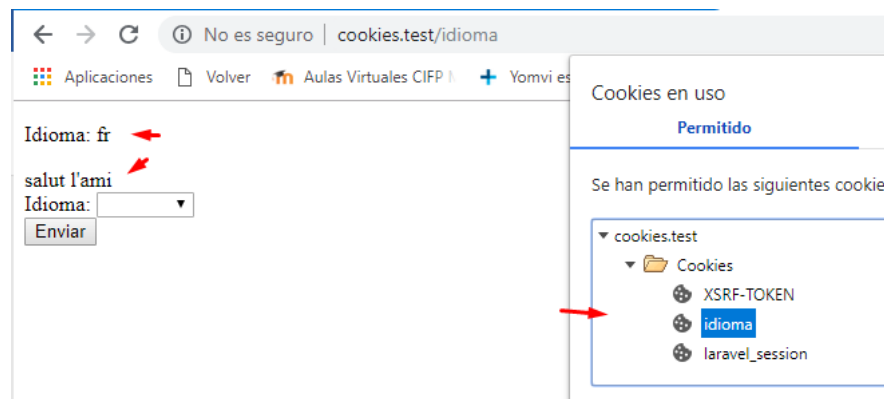 No es seguro | cookies.test/idioma
Aplicaciones Volver Aulas Virtuales CIFP Yomvi es
Idioma: fr
salut l'ami
Idioma:
Enviar
Cookies en uso
Permitido
Se han permitido las siguientes cookie
cookies.test
Cookies
XSRF-TOKEN
idioma
laravel_session